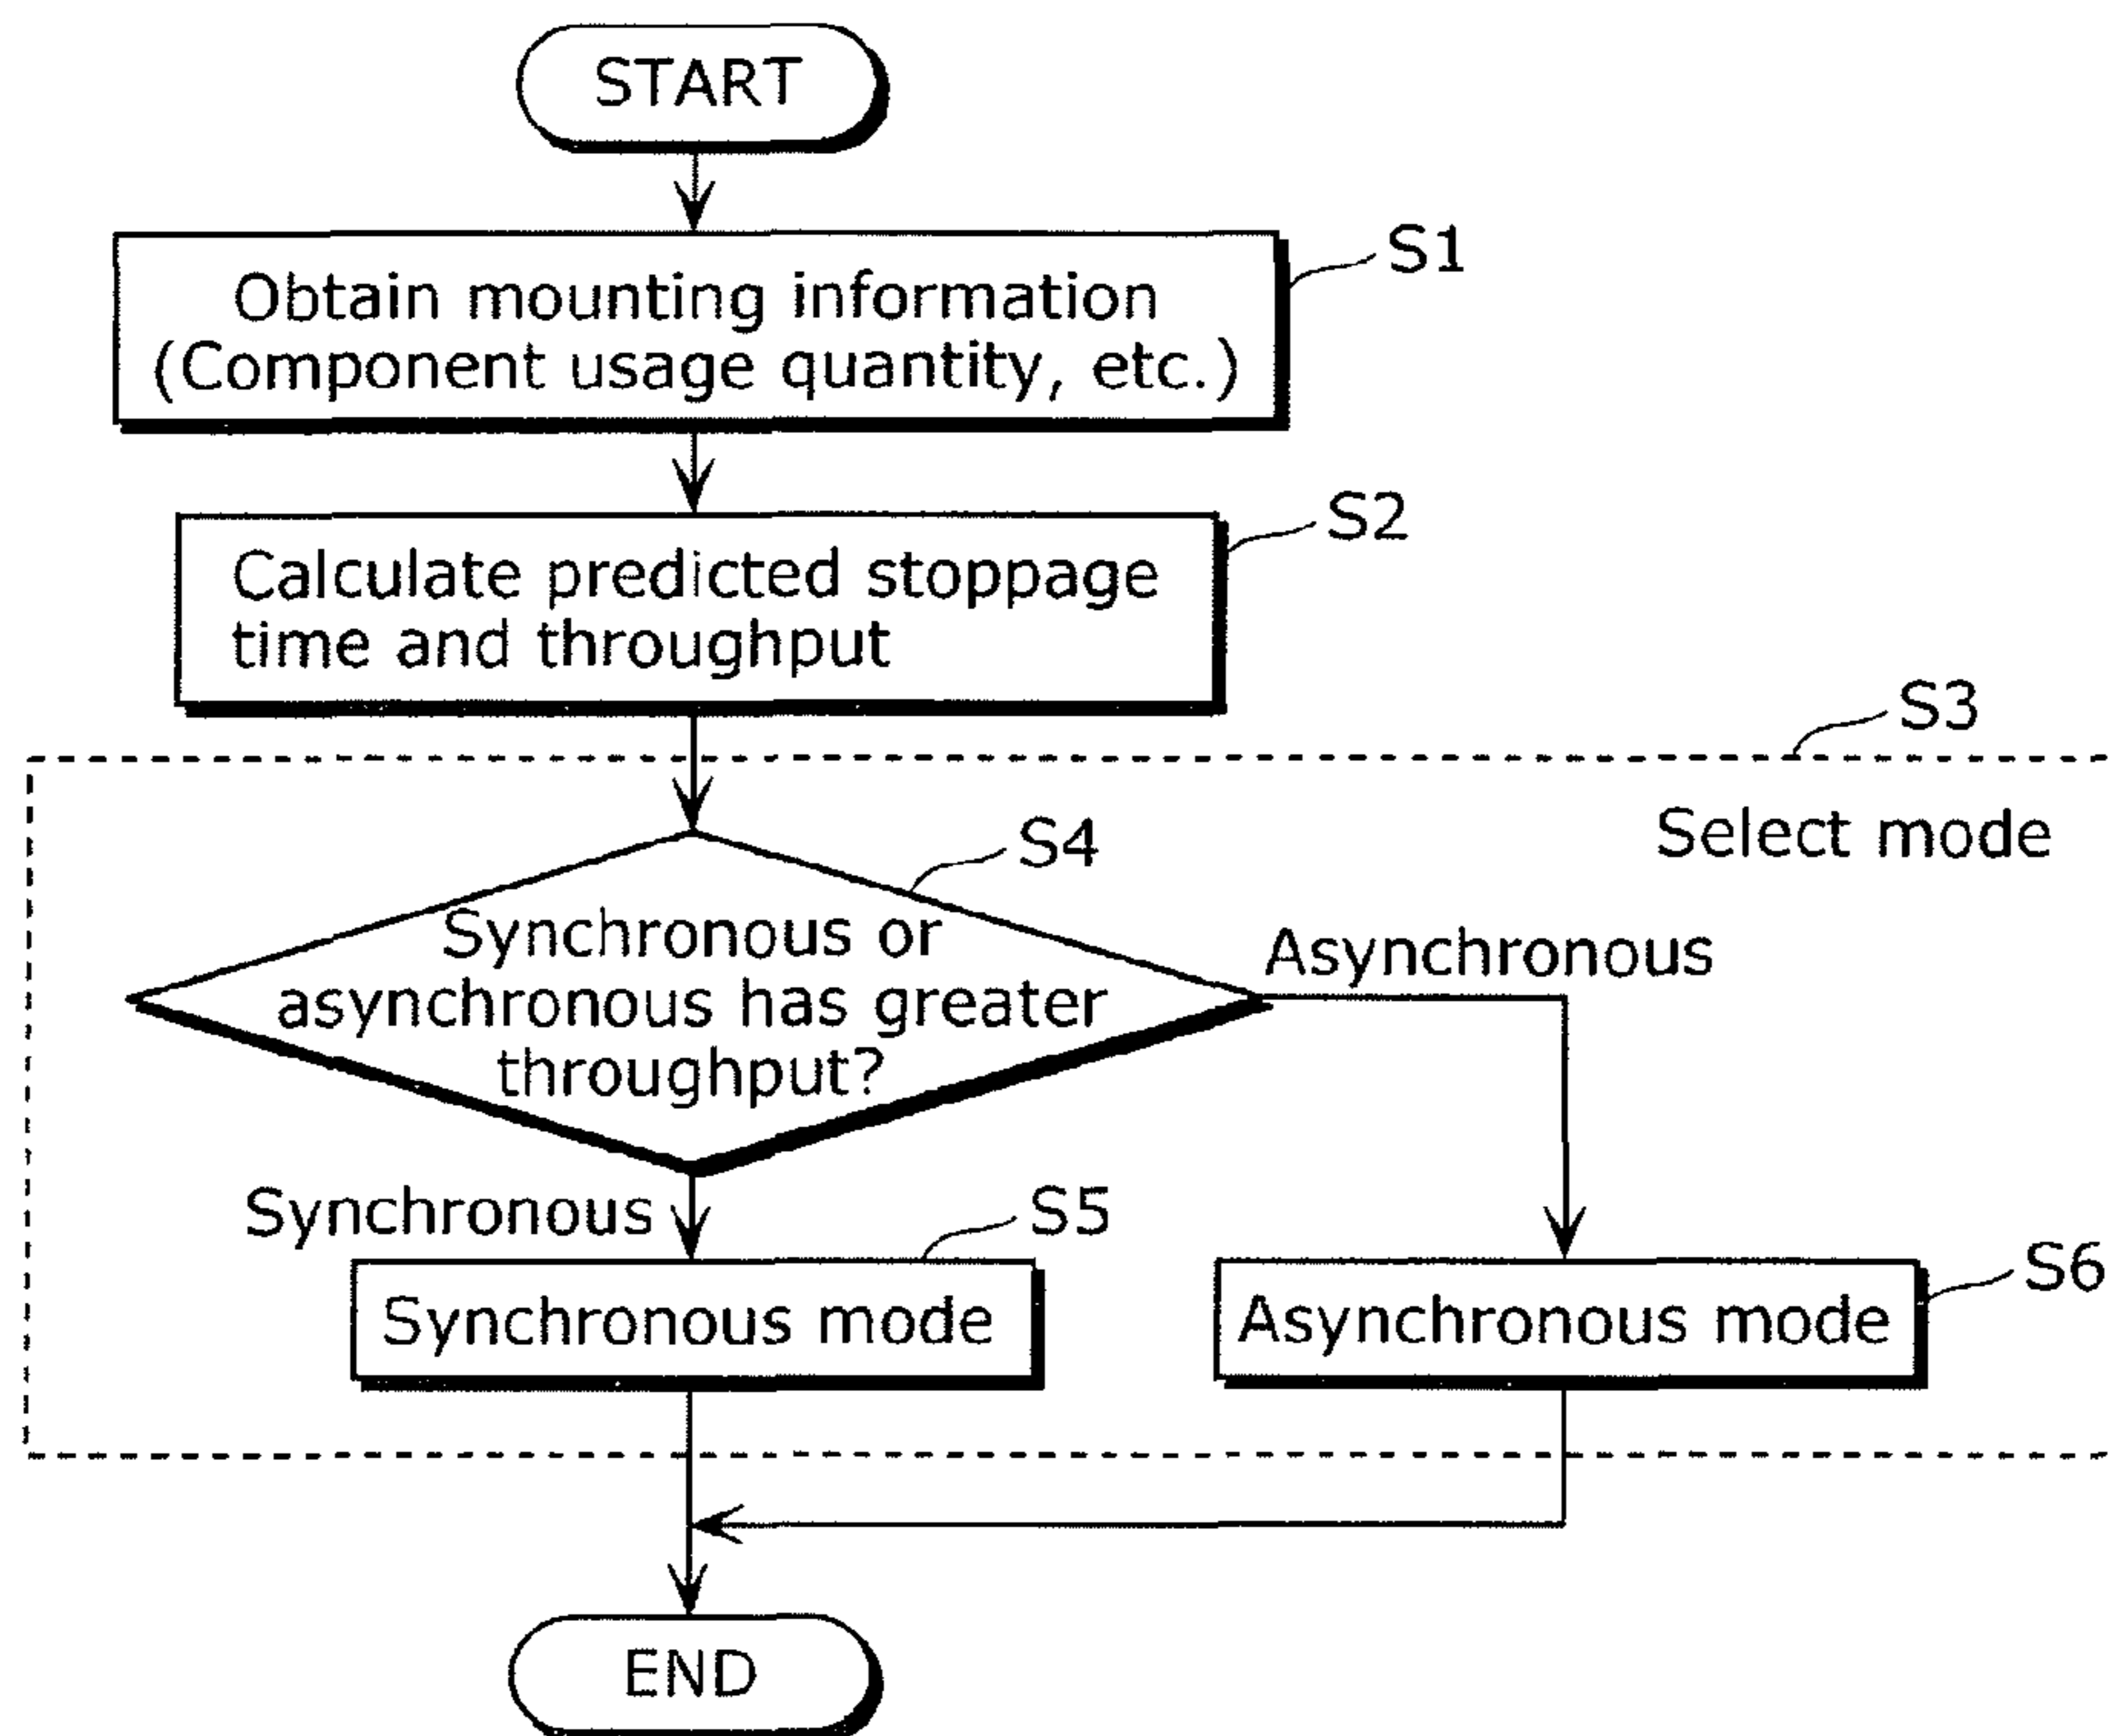 START
S1
Obtain mounting information
(Component usage quantity, etc.)
S2
Calculate predicted stoppage
time and throughput
S3
Select mode
S4
Synchronous or
asynchronous has greater
throughput?
Asynchronous
Synchronous
S5
Synchronous mode
S6
Asynchronous mode
END